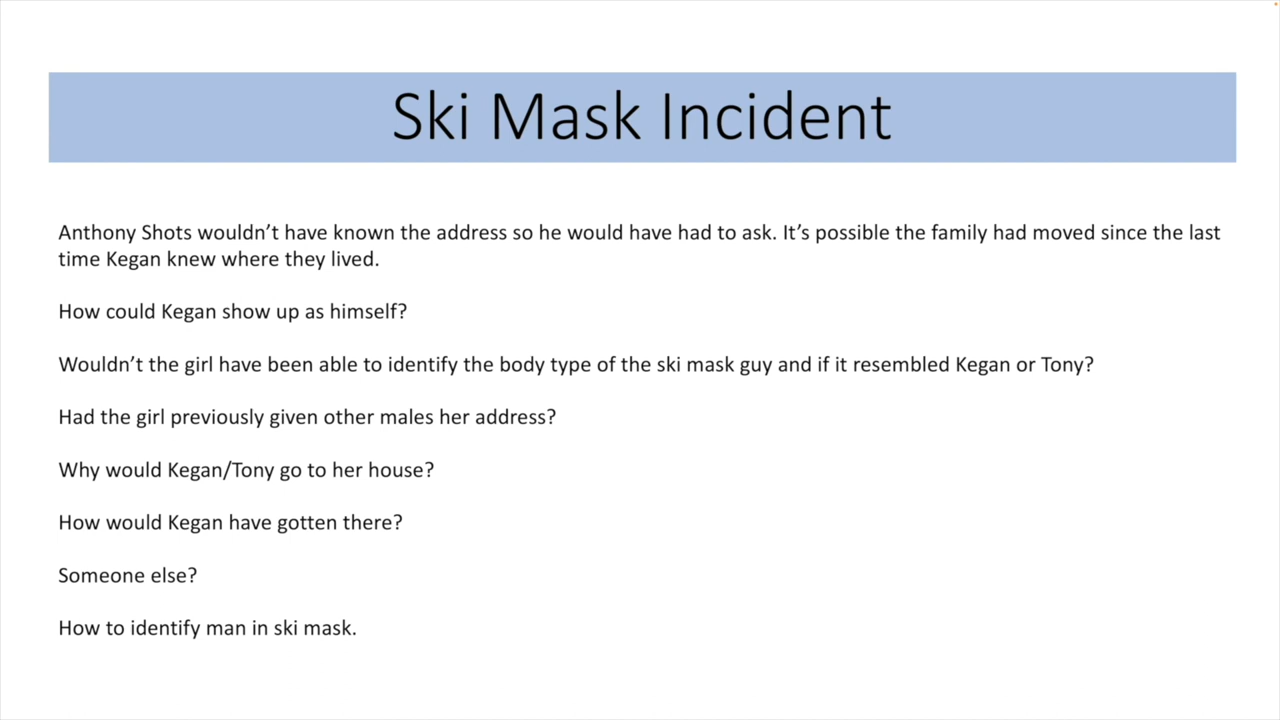 Ski Mask Incident
Anthony Shots wouldn’t have known the address so he would have had to ask. It’s possible the family had moved since the last
time Kegan knew where they lived.
How could Kegan show up as himself?
Wouldn’t the girl have been able to identify the body type of the ski mask guy and if it resembled Kegan or Tony?
Had the girl previously given other males her address?
Why would Kegan/Tony go to her house?
How would Kegan have gotten there?
Someone else?
How to identify man in ski mask.